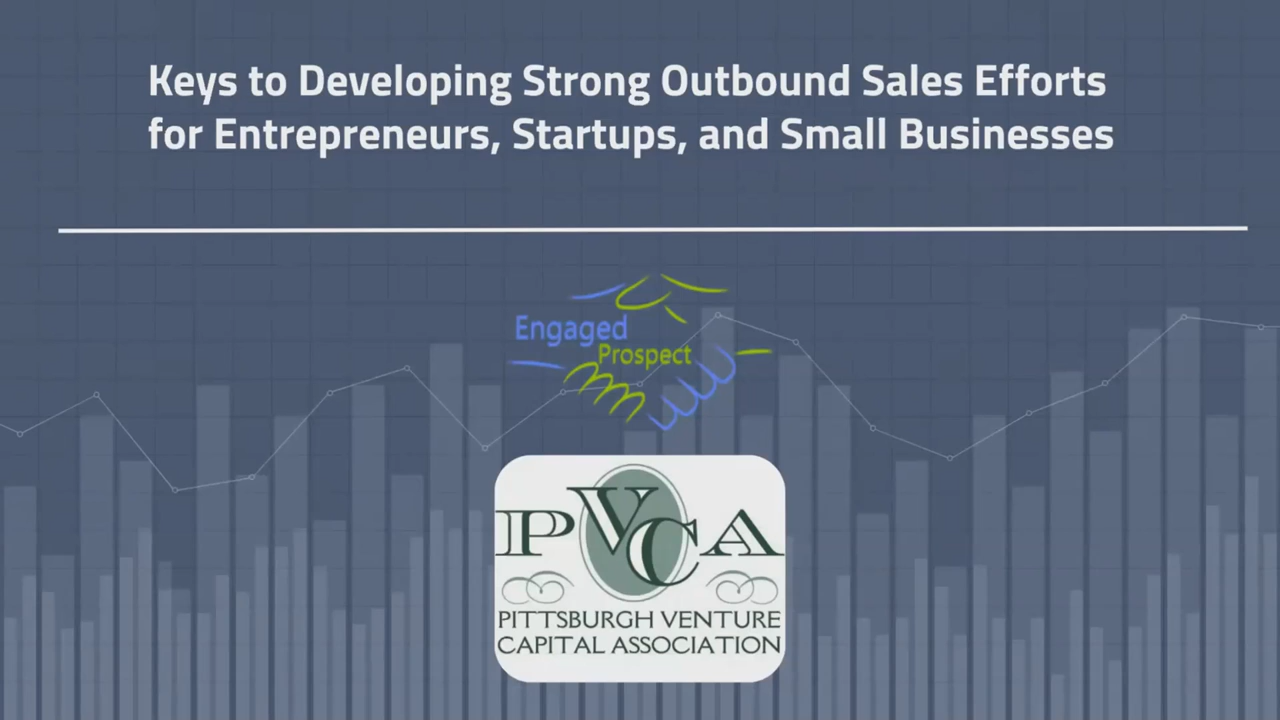 Keys to Developing Strong Outbound Sales Efforts
for Entrepreneurs, Startups, and Small Businesses
Engaged
Prospect
PVCA
PITTSBURGH VENTURE
CAPITAL ASSOCIATION